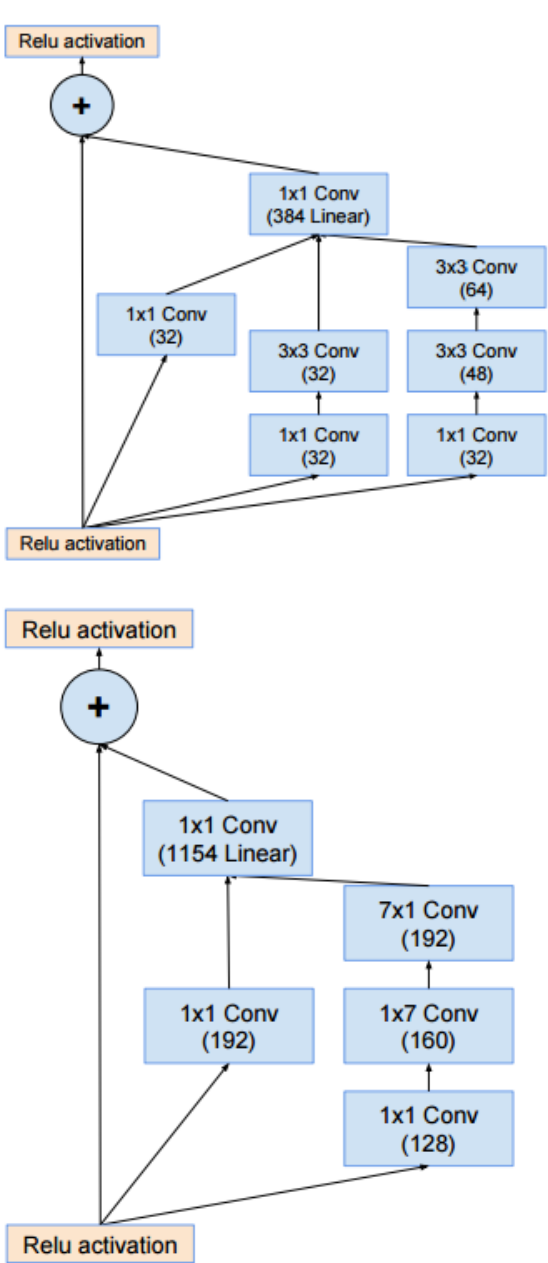 Relu activation
+
1x1 Conv
(384 Linear)
3x3 Conv
(64)
1x1 Conv
(32)
3x3 Conv
(32)
3x3 Conv
(48)
1x1 Conv
(32)
1x1 Conv
(32)
Relu activation
Relu activation
+
1x1 Conv
(1154 Linear)
7x1 Conv
(192)
1x1 Conv
(192)
1x7 Conv
(160)
1x1 Conv
(128)
Relu activation